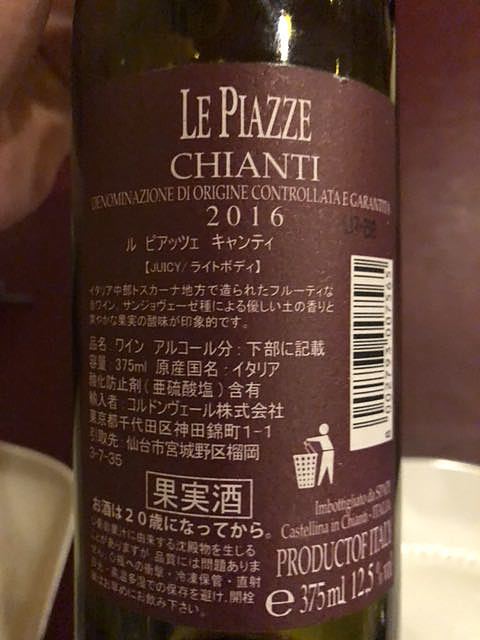 LE PIAZZE
CHIANTI
DENOMINAZIONE DI ORIGINE CONTROLLATA E GARANTITA
2016
ル ピアッツェ キャンティ
【JUICY/ライトボディ】
イタリア中部トスカーナ地方で造られたフルーティな
赤ワイン。サンジョヴェーゼ種による優しい土の香りと
爽やかな果実の酸味が印象的です。
品名:ワイン アルコール分:下部に記載
容量:375ml 原産国名:イタリア
酸化防止剤(亜硫酸塩)含有
輸入者:コルドンヴェール株式会社
東京都千代田区神田錦町1-1
引取先:仙台市宮城野区榴岡
3-7-35
果実酒
お酒は20歳になってから。
8 002793 007565
Imbottigliato da
Castellina in Chianti - ITALIA
PRODUCT OF ITALY
e 375ml 12.5% vol